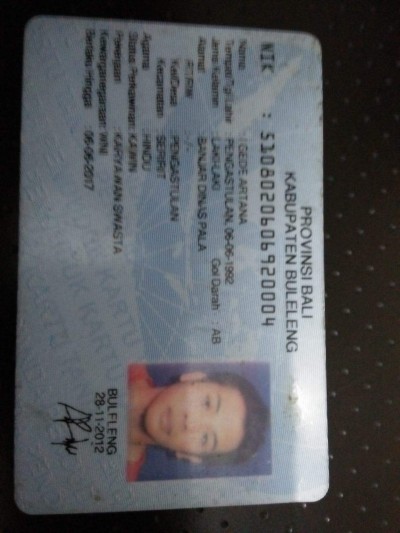 PROVINSI BALI
KABUPATEN BULELENG
NIK : 5108020606920004
Nama : GEDE ARTANA
Tempat/Tgl Lahir : PENGASTULAN, 06-06-1992
Jenis Kelamin : LAKI-LAKI Gol Darah : AB
Alamat : BANJAR DINAS PALA
RT/RW : -/-
Kel/Desa : PENGASTULAN
Kecamatan : SERIRIT
Agama : HINDU
Status Perkawinan : KAWIN
Pekerjaan : KARYAWAN SWASTA
Kewarganegaraan : WNI
Berlaku Hingga : 06-06-2017
BULELENG
28-11-2012